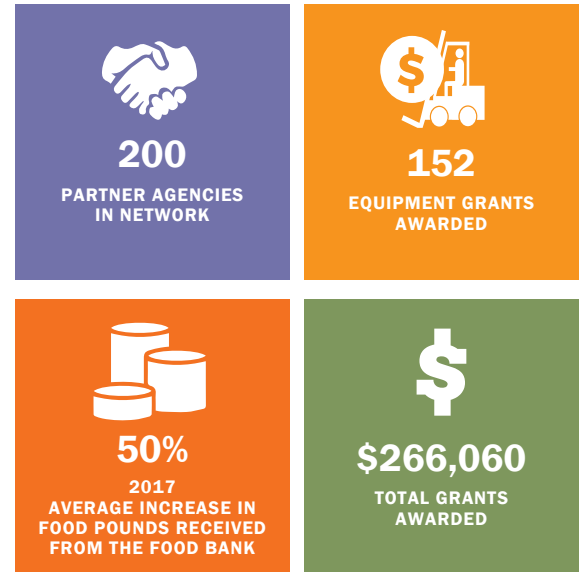 200
PARTNER AGENCIES
IN NETWORK
$
152
EQUIPMENT GRANTS
AWARDED
50%
2017
AVERAGE INCREASE IN
FOOD POUNDS RECEIVED
FROM THE FOOD BANK
$
$266,060
TOTAL GRANTS
AWARDED